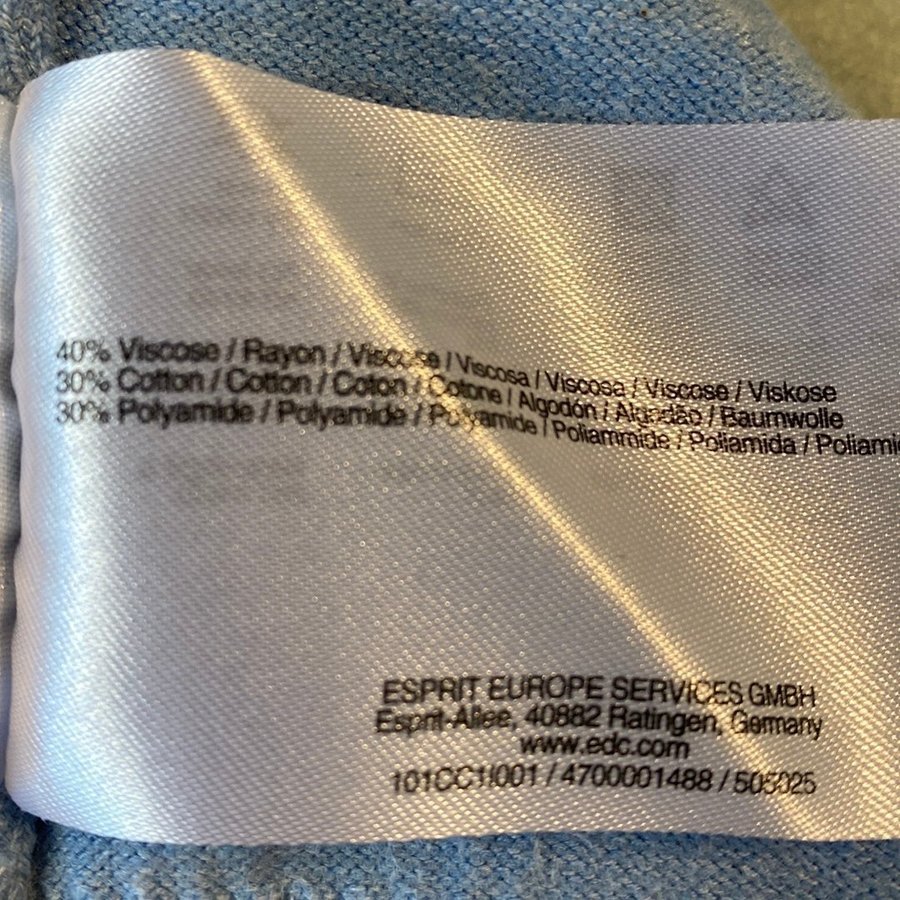 40% Viscose / Rayon / Viscose / Viscosa / Viscosa / Viscose / Viskose
30% Cotton / Cotton / Coton / Cotone / Algodón / Algodão / Baumwolle
30% Polyamide / Polyamide / Polyamide / Poliammide / Poliamida / Poliami
ESPRIT EUROPE SERVICES GMBH
Esprit-Allee, 40882 Ratingen, Germany
www.edc.com
101CC1I001 / 4700001488 / 505025